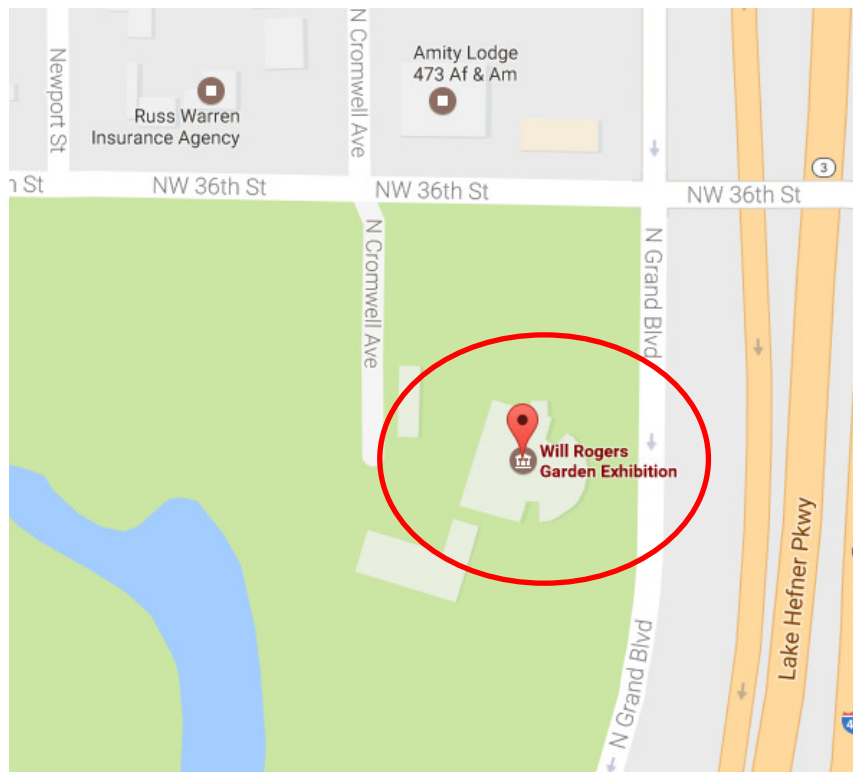 Newport St
N Cromwell Ave
Amity Lodge
473 Af & Am
Russ Warren
Insurance Agency
3
NW 36th St
NW 36th St
NW 36th St
N Cromwell Ave
N Grand Blvd
Will Rogers
Garden Exhibition
Lake Hefner Pkwy
N Grand Blvd